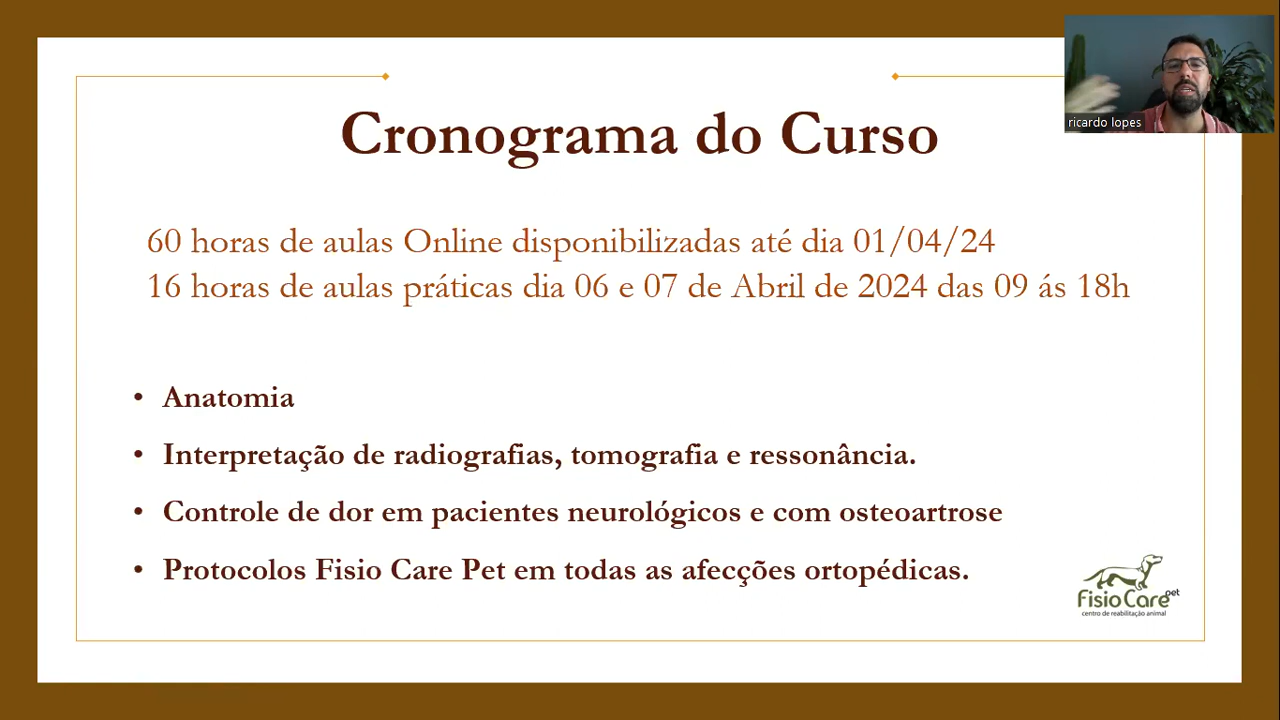 ricardo lopes
Cronograma do Curso
60 horas de aulas Online disponibilizadas até dia 01/04/24
16 horas de aulas práticas dia 06 e 07 de Abril de 2024 das 09 ás 18h
• Anatomia
• Interpretação de radiografias, tomografia e ressonância.
• Controle de dor em pacientes neurológicos e com osteoartrose
• Protocolos Fisio Care Pet em todas as afecções ortopédicas.
FisioCare pet
centro de reabilitação animal